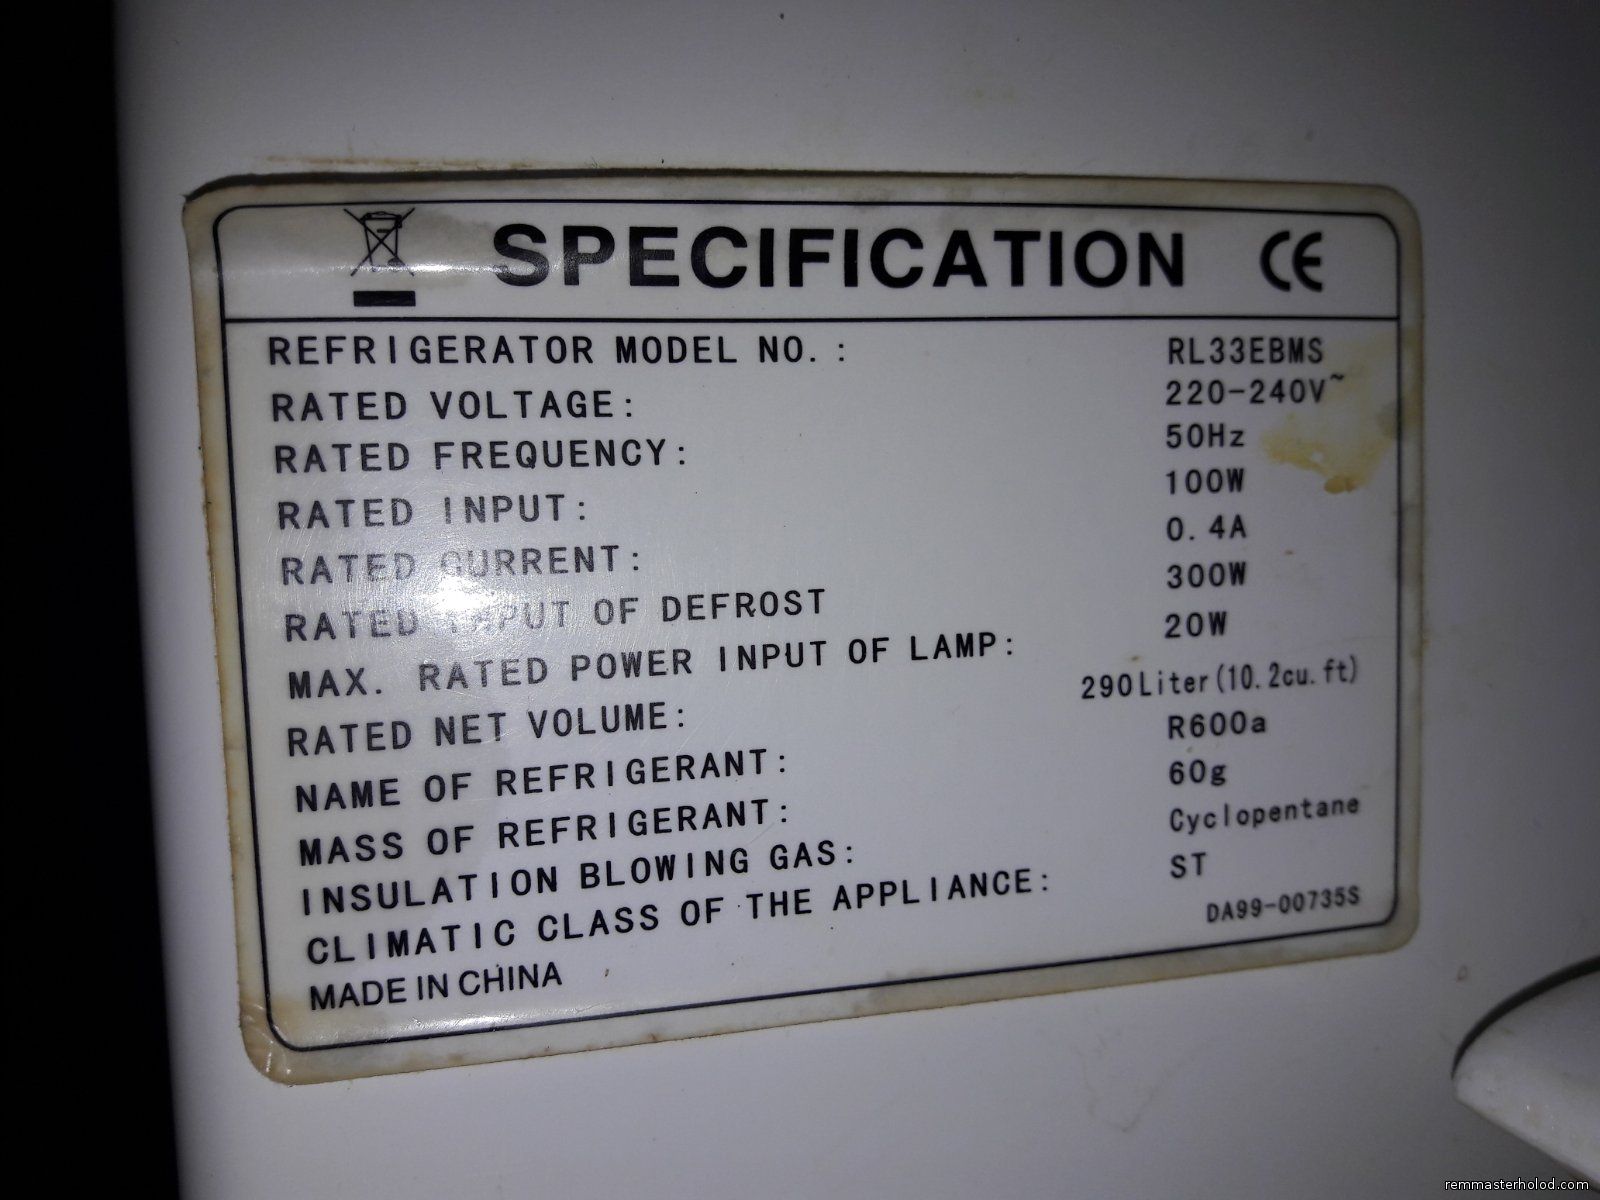 SPECIFICATION CE
REFRIGERATOR MODEL NO. : RL33EBMS
RATED VOLTAGE: 220-240V~
RATED FREQUENCY: 50Hz
RATED INPUT: 100W
RATED CURRENT: 0.4A
RATED INPUT OF DEFROST 300W
MAX. RATED POWER INPUT OF LAMP: 20W
RATED NET VOLUME: 290Liter(10.2cu.ft)
NAME OF REFRIGERANT: R600a
MASS OF REFRIGERANT: 60g
INSULATION BLOWING GAS: Cyclopentane
CLIMATIC CLASS OF THE APPLIANCE: ST
MADE IN CHINA DA99-00735S
remmasterholod.com